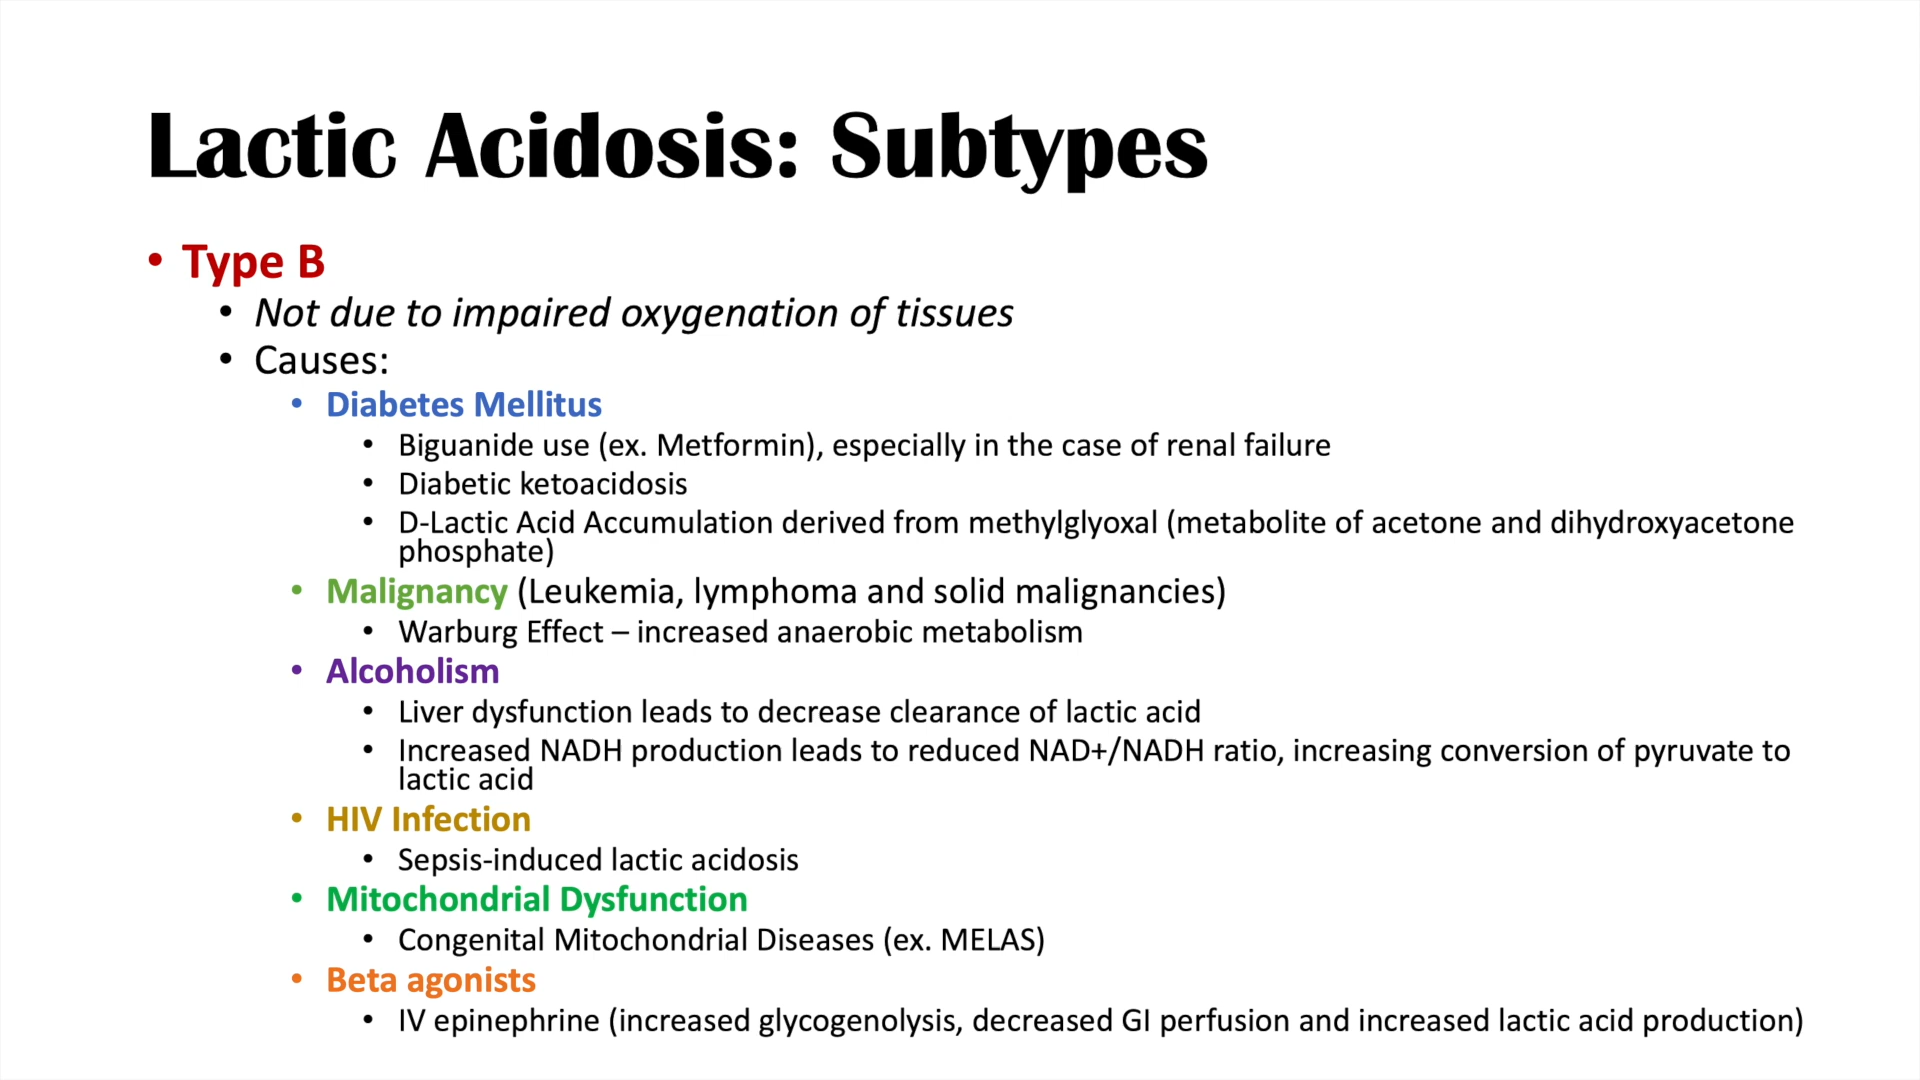 Lactic Acidosis: Subtypes
• Type B
• Not due to impaired oxygenation of tissues
• Causes:
• Diabetes Mellitus
• Biguanide use (ex. Metformin), especially in the case of renal failure
• Diabetic ketoacidosis
• D-Lactic Acid Accumulation derived from methylglyoxal (metabolite of acetone and dihydroxyacetone
phosphate)
• Malignancy (Leukemia, lymphoma and solid malignancies)
• Warburg Effect – increased anaerobic metabolism
• Alcoholism
• Liver dysfunction leads to decrease clearance of lactic acid
• Increased NADH production leads to reduced NAD+/NADH ratio, increasing conversion of pyruvate to
lactic acid
• HIV Infection
• Sepsis-induced lactic acidosis
• Mitochondrial Dysfunction
• Congenital Mitochondrial Diseases (ex. MELAS)
• Beta agonists
• IV epinephrine (increased glycogenolysis, decreased GI perfusion and increased lactic acid production)